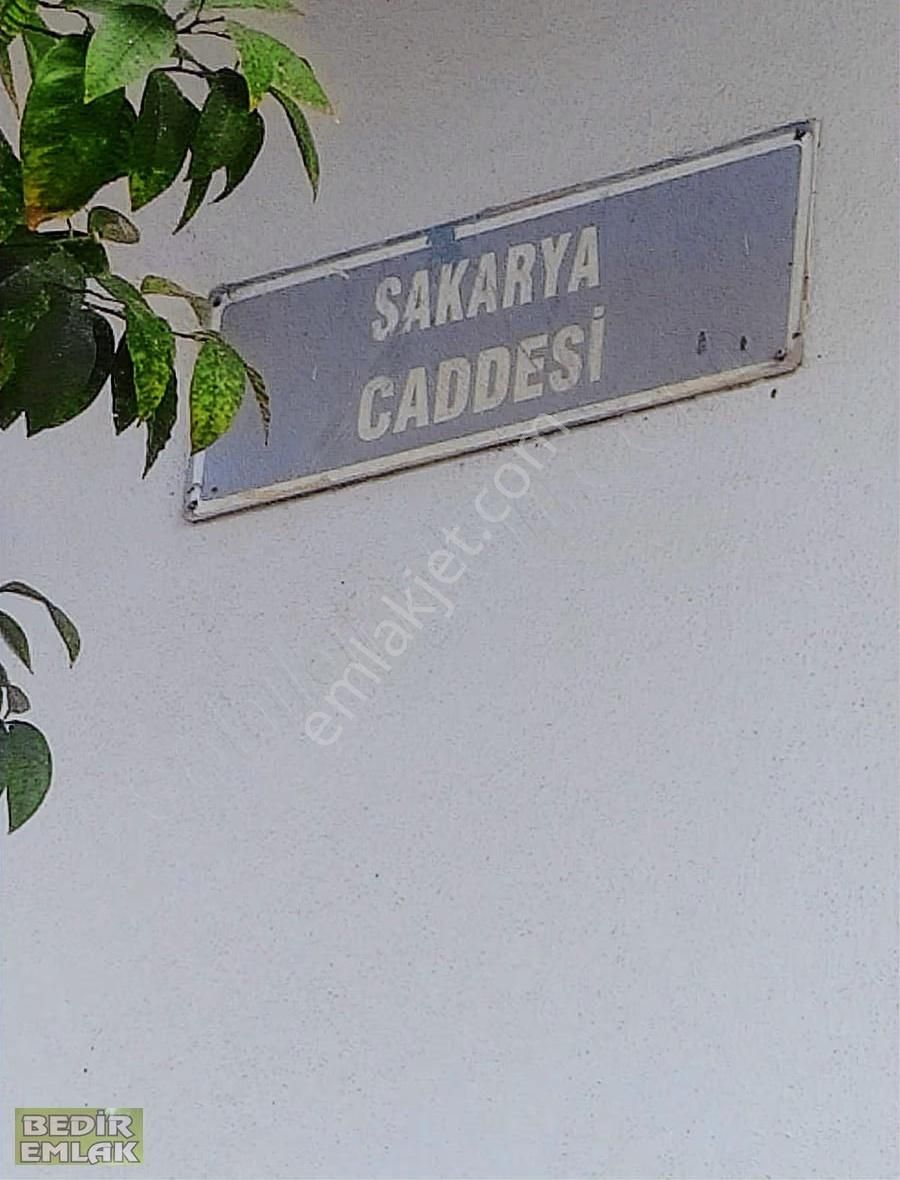 SAKARYA
CADDESİ
emlakjet.com
BEDİR
EMLAK